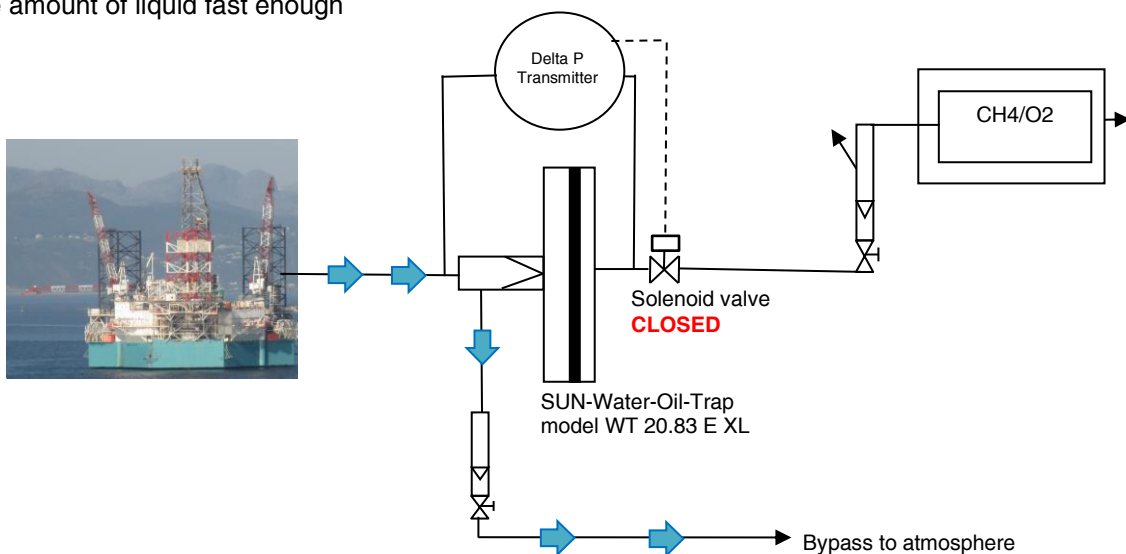 amount of liquid fast enough
Delta P
Transmitter
CH4/O2
Solenoid valve
CLOSED
SUN-Water-Oil-Trap
model WT 20.83 E XL
Bypass to atmosphere